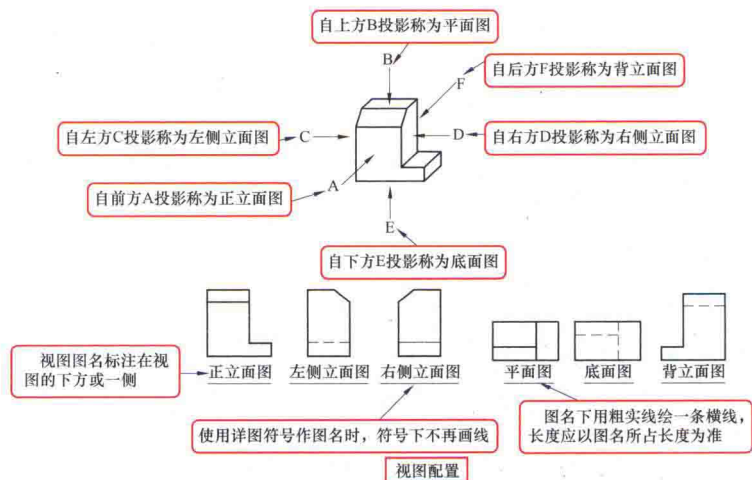 自上方B投影称为平面图
B
自后方F投影称为背立面图
F
自左方C投影称为左侧立面图
C
D
自右方D投影称为右侧立面图
自前方A投影称为正立面图
A
E
自下方E投影称为底面图
视图图名标注在视
图的下方或一侧
正立面图
左侧立面图
右侧立面图
平面图
底面图
背立面图
使用详图符号作图名时，符号下不再画线
图名下用粗实线绘一条横线，
长度应以图名所占长度为准
视图配置